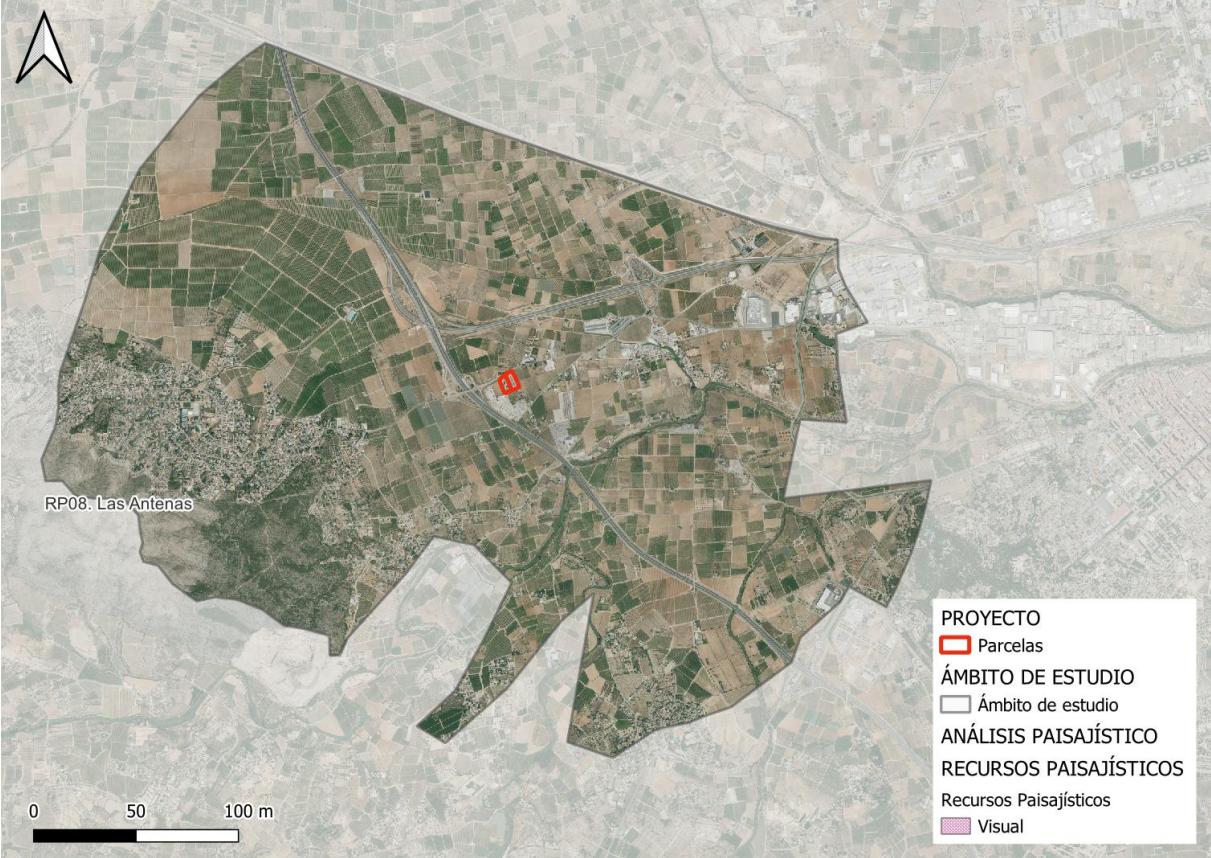 RP08. Las Antenas
PROYECTO
Parcelas
ÁMBITO DE ESTUDIO
Ámbito de estudio
ANÁLISIS PAISAJÍSTICO
RECURSOS PAISAJÍSTICOS
Recursos Paisajísticos
Visual
0 50 100 m